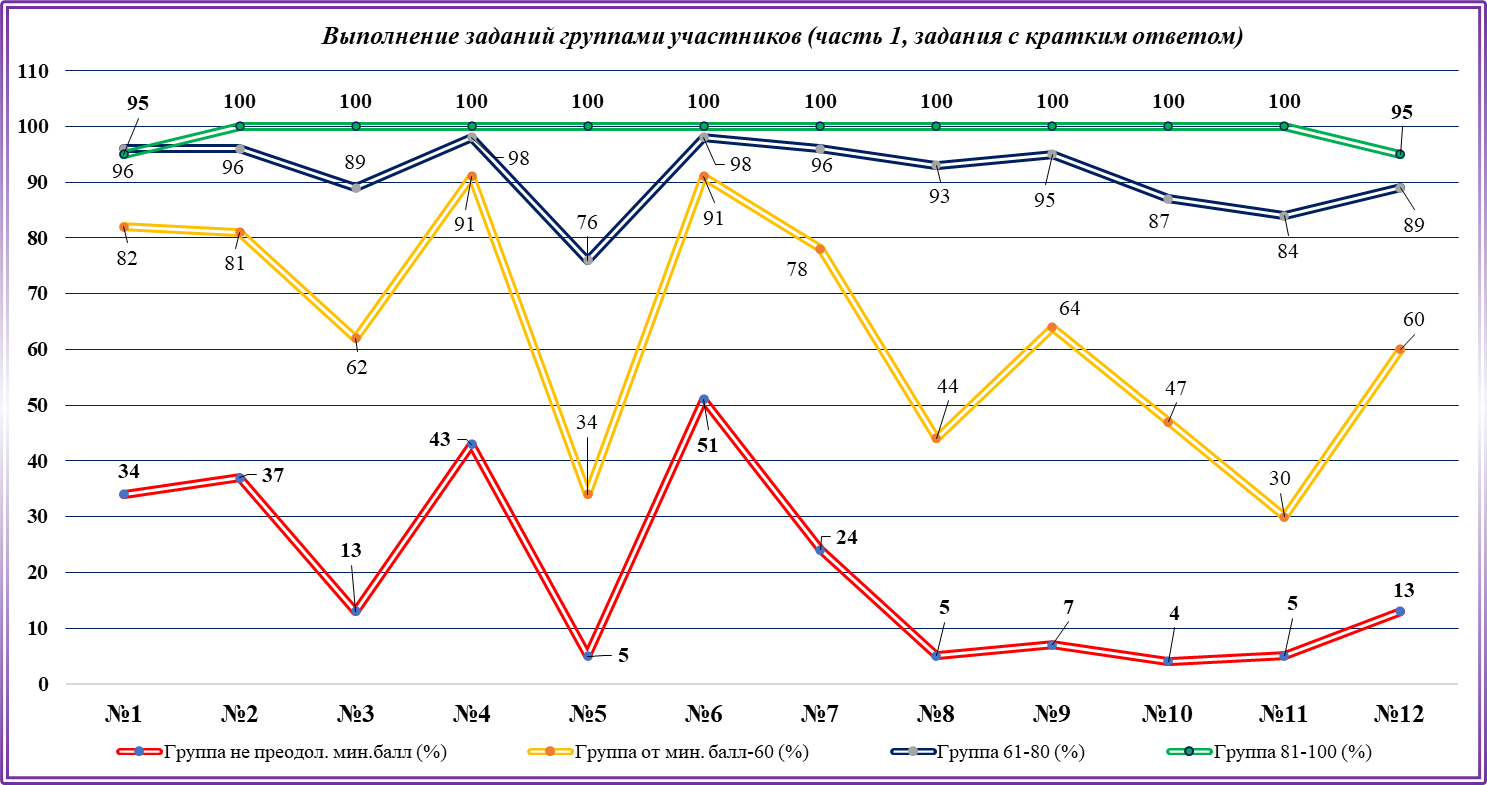 Выполнение заданий группами участников (часть 1, задания с кратким ответом)
110
100
90
80
70
60
50
40
30
20
10
0
95 100 100 100 100 100 100 100 100 100 100 95
96 96 89 98 76 98 96 93 95 87 84 89
82 81 62 91 34 91 78 44 64 47 30 60
34 37 13 43 5 51 24 5 7 4 5 13
№1 №2 №3 №4 №5 №6 №7 №8 №9 №10 №11 №12
Группа не преодол. мин.балл (%) Группа от мин. балл-60 (%) Группа 61-80 (%) Группа 81-100 (%)